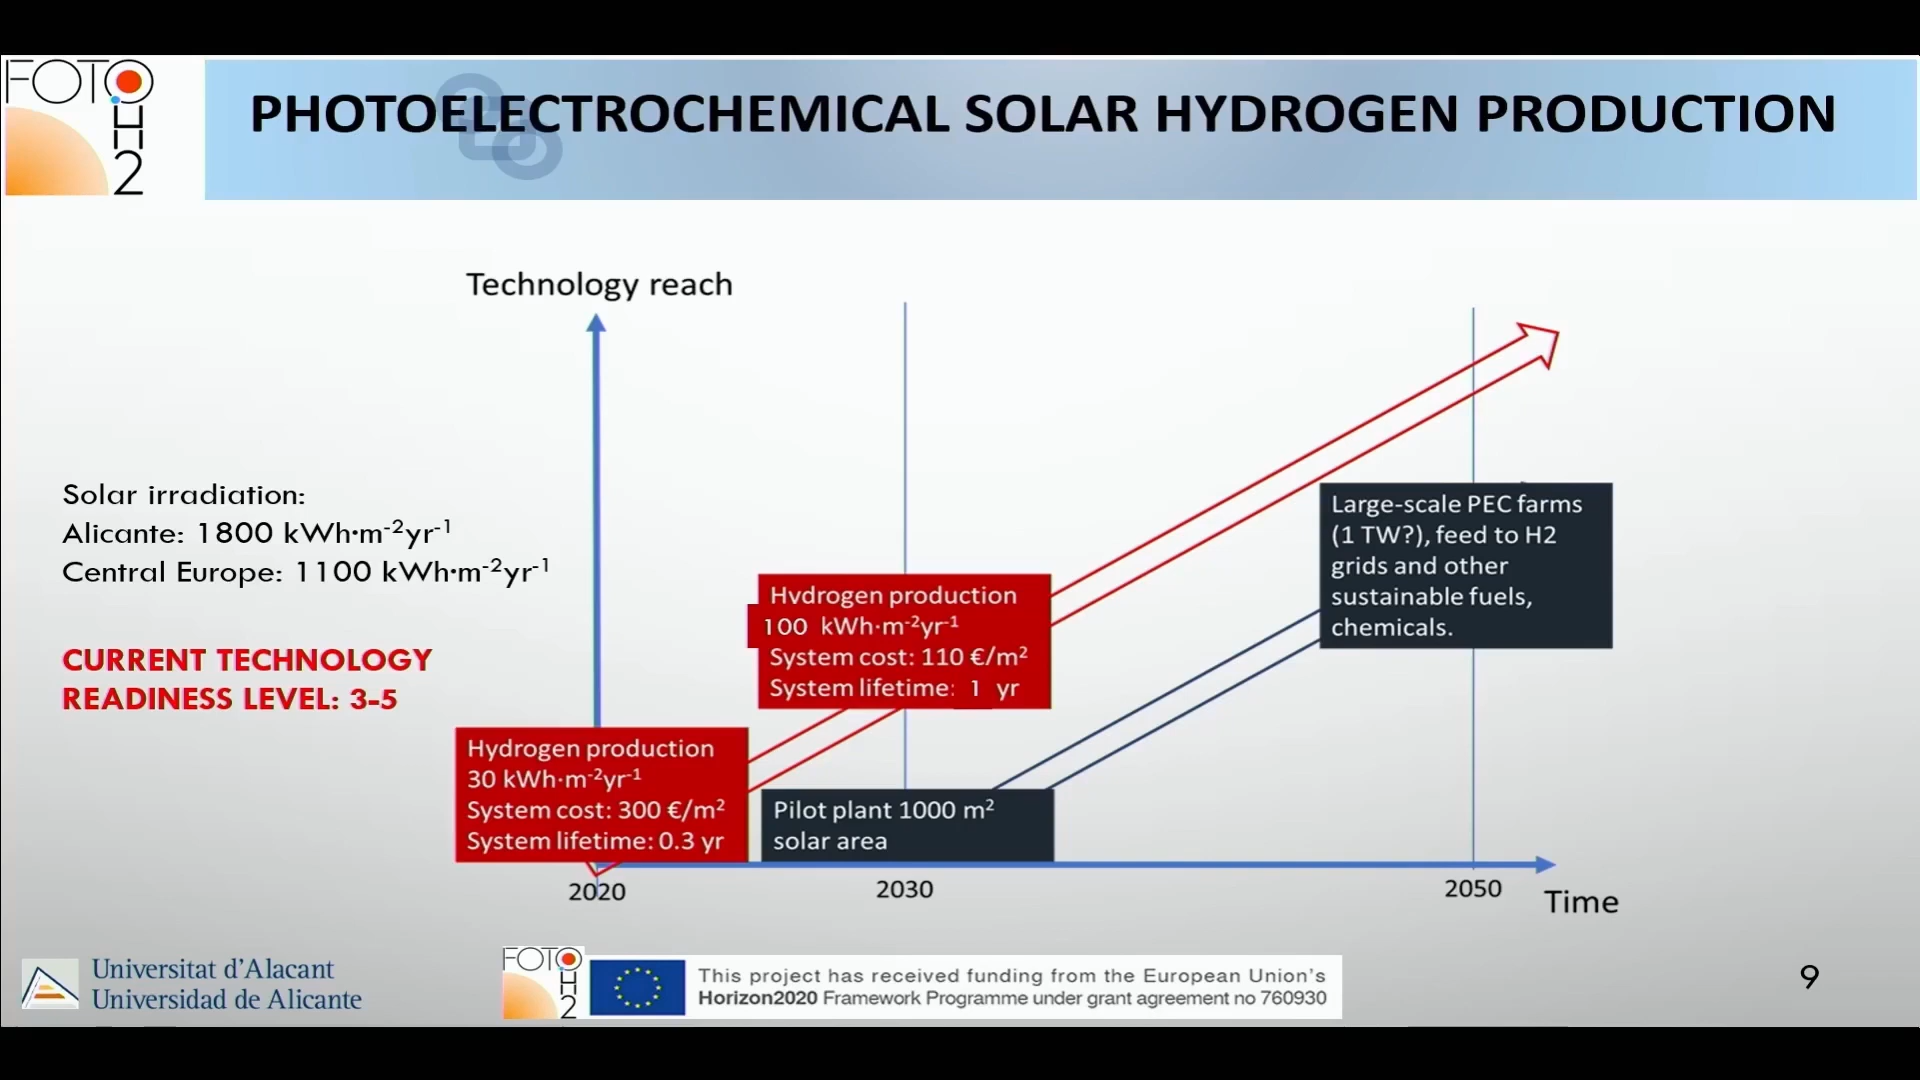 FOTO
H
2
PHOTOELECTROCHEMICAL SOLAR HYDROGEN PRODUCTION
Technology reach
Solar irradiation:
Alicante: 1800 kWh·m⁻²yr⁻¹
Central Europe: 1100 kWh·m⁻²yr⁻¹
CURRENT TECHNOLOGY
READINESS LEVEL: 3-5
Hydrogen production
30 kWh·m⁻²yr⁻¹
System cost: 300 €/m²
System lifetime: 0.3 yr
Hydrogen production
100 kWh·m⁻²yr⁻¹
System cost: 110 €/m²
System lifetime: 1 yr
Pilot plant 1000 m²
solar area
Large-scale PEC farms
(1 TW?), feed to H2
grids and other
sustainable fuels,
chemicals.
2020
2030
2050
Time
Universitat d'Alacant
Universidad de Alicante
FOTO
H
2
This project has received funding from the European Union's
Horizon2020 Framework Programme under grant agreement no 760930
9